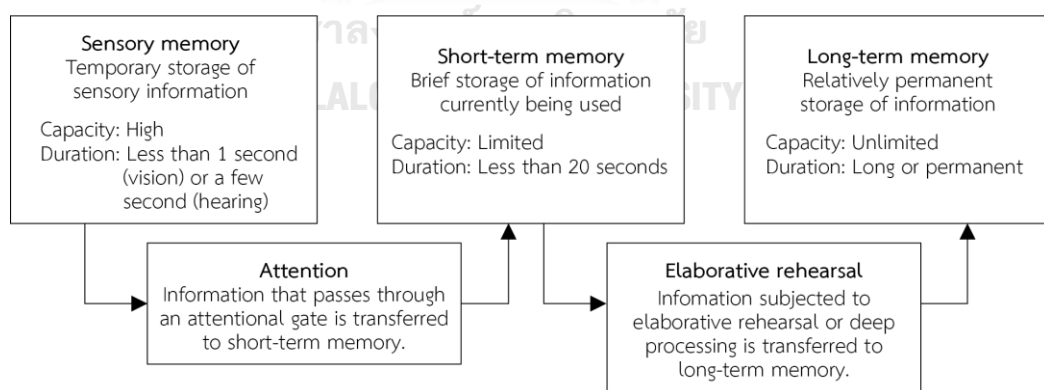 Sensory memory
Temporary storage of
sensory information
Capacity: High
Duration: Less than 1 second
(vision) or a few
second (hearing)
Short-term memory
Brief storage of information
currently being used
Capacity: Limited
Duration: Less than 20 seconds
Long-term memory
Relatively permanent
storage of information
Capacity: Unlimited
Duration: Long or permanent
Attention
Information that passes through
an attentional gate is transferred
to short-term memory.
Elaborative rehearsal
Infomation subjected to
elaborative rehearsal or deep
processing is transferred to
long-term memory.